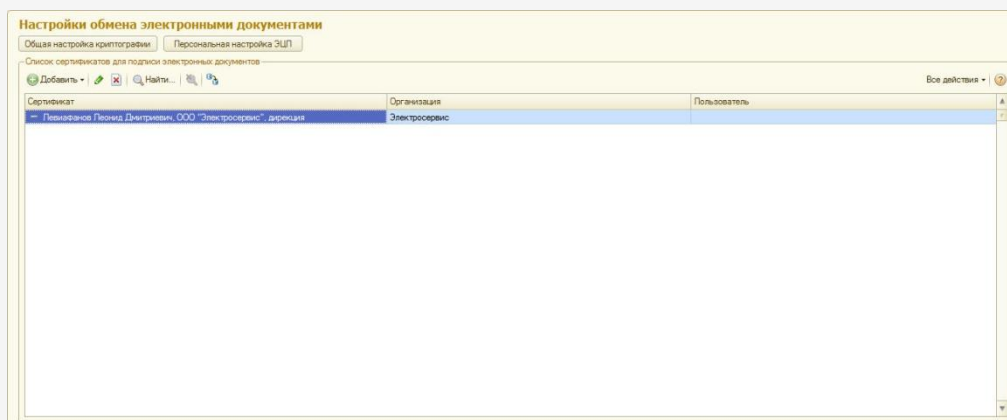 Настройки обмена электронными документами
Общая настройка криптографии Персональная настройка ЭЦП
Список сертификатов для подписи электронных документов
Добавить Найти... Все действия
Сертификат Организация Пользователь
Левиафанов Леонид Дмитриевич, ООО "Электросервис", дирекция Электросервис